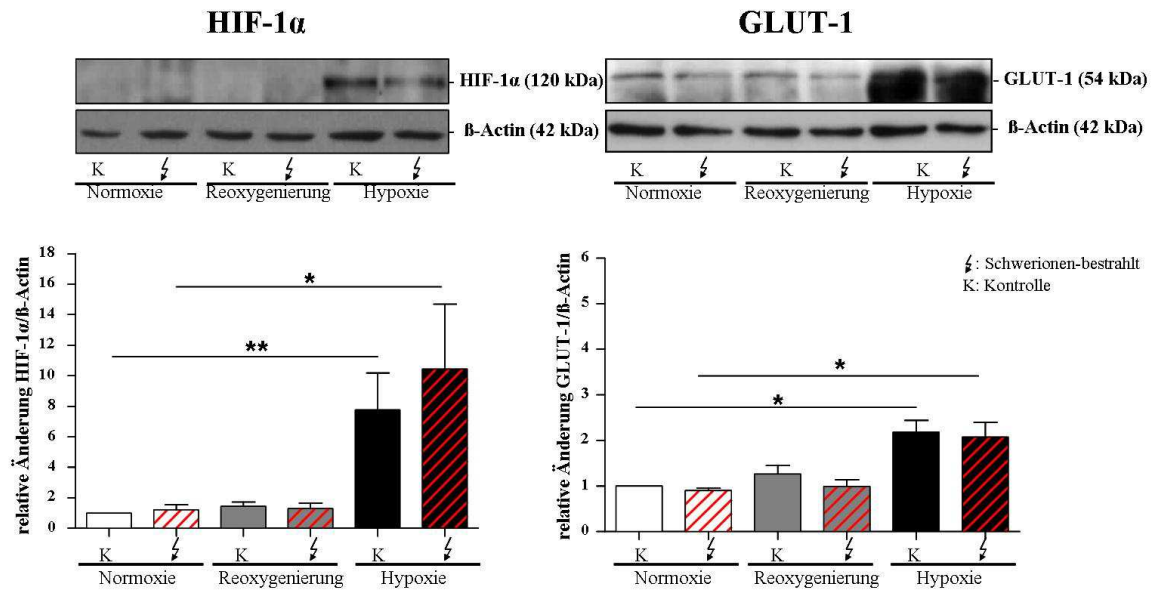 HIF-1α
HIF-1α (120 kDa)
ß-Actin (42 kDa)
K K K
Normoxie Reoxygenierung Hypoxie
GLUT-1
GLUT-1 (54 kDa)
ß-Actin (42 kDa)
K K K
Normoxie Reoxygenierung Hypoxie
relative Änderung HIF-1α/ß-Actin
18
16
14
12
10
8
6
4
2
0
*
**
K K K
Normoxie Reoxygenierung Hypoxie
relative Änderung GLUT-1/ß-Actin
6
5
4
3
2
1
0
*
*
: Schwerionen-bestrahlt
K: Kontrolle
K K K
Normoxie Reoxygenierung Hypoxie